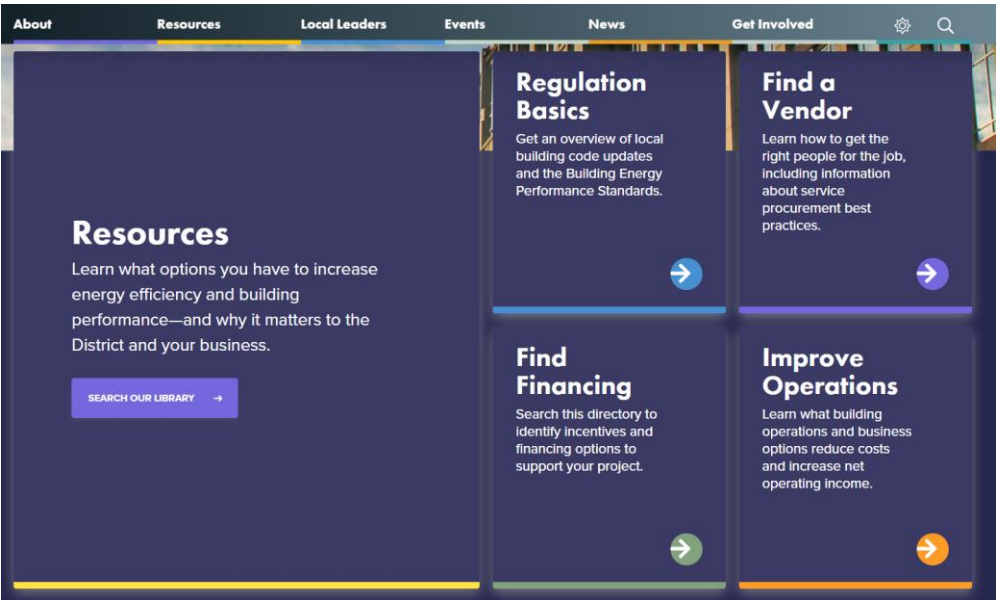 About Resources Local Leaders Events News Get Involved
Resources
Learn what options you have to increase
energy efficiency and building
performance—and why it matters to the
District and your business.
SEARCH OUR LIBRARY →
Regulation
Basics
Get an overview of local
building code updates
and the Building Energy
Performance Standards.
Find a
Vendor
Learn how to get the
right people for the job,
including information
about service
procurement best
practices.
Find
Financing
Search this directory to
identify incentives and
financing options to
support your project.
Improve
Operations
Learn what building
operations and business
options reduce costs
and increase net
operating income.